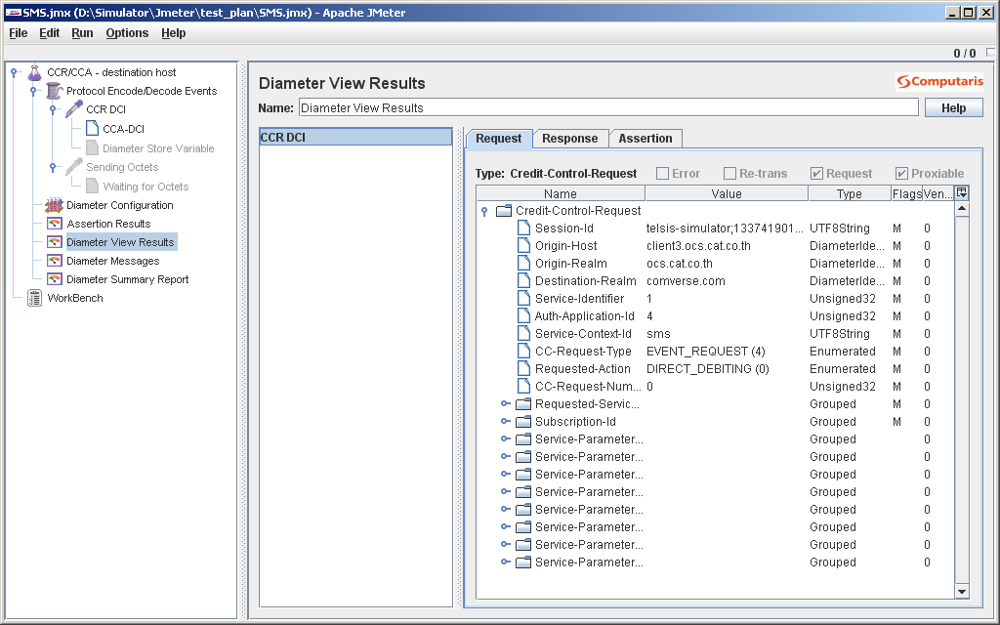 SMS.jmx (D:\Simulator\Jmeter\test_plan\SMS.jmx) - Apache JMeter
File Edit Run Options Help
0 / 0
CCR/CCA - destination host
Protocol Encode/Decode Events
CCR DCI
CCA-DCI
Diameter Store Variable
Sending Octets
Waiting for Octets
Diameter Configuration
Assertion Results
Diameter View Results
Diameter Messages
Diameter Summary Report
WorkBench
Diameter View Results
Computaris
Name: Diameter View Results Help
CCR DCI
Request Response Assertion
Type: Credit-Control-Request Error Re-trans Request Proxiable
Name Value Type Flags Ven...
Credit-Control-Request
Session-Id telsis-simulator;133741901... UTF8String M 0
Origin-Host client3.ocs.cat.co.th DiameterIde... M 0
Origin-Realm ocs.cat.co.th DiameterIde... M 0
Destination-Realm comverse.com DiameterIde... M 0
Service-Identifier 1 Unsigned32 M 0
Auth-Application-Id 4 Unsigned32 M 0
Service-Context-Id sms UTF8String M 0
CC-Request-Type EVENT_REQUEST (4) Enumerated M 0
Requested-Action DIRECT_DEBITING (0) Enumerated M 0
CC-Request-Num... 0 Unsigned32 M 0
Requested-Servic... Grouped M 0
Subscription-Id Grouped M 0
Service-Parameter... Grouped 0
Service-Parameter... Grouped 0
Service-Parameter... Grouped 0
Service-Parameter... Grouped 0
Service-Parameter... Grouped 0
Service-Parameter... Grouped 0
Service-Parameter... Grouped 0
Service-Parameter... Grouped 0